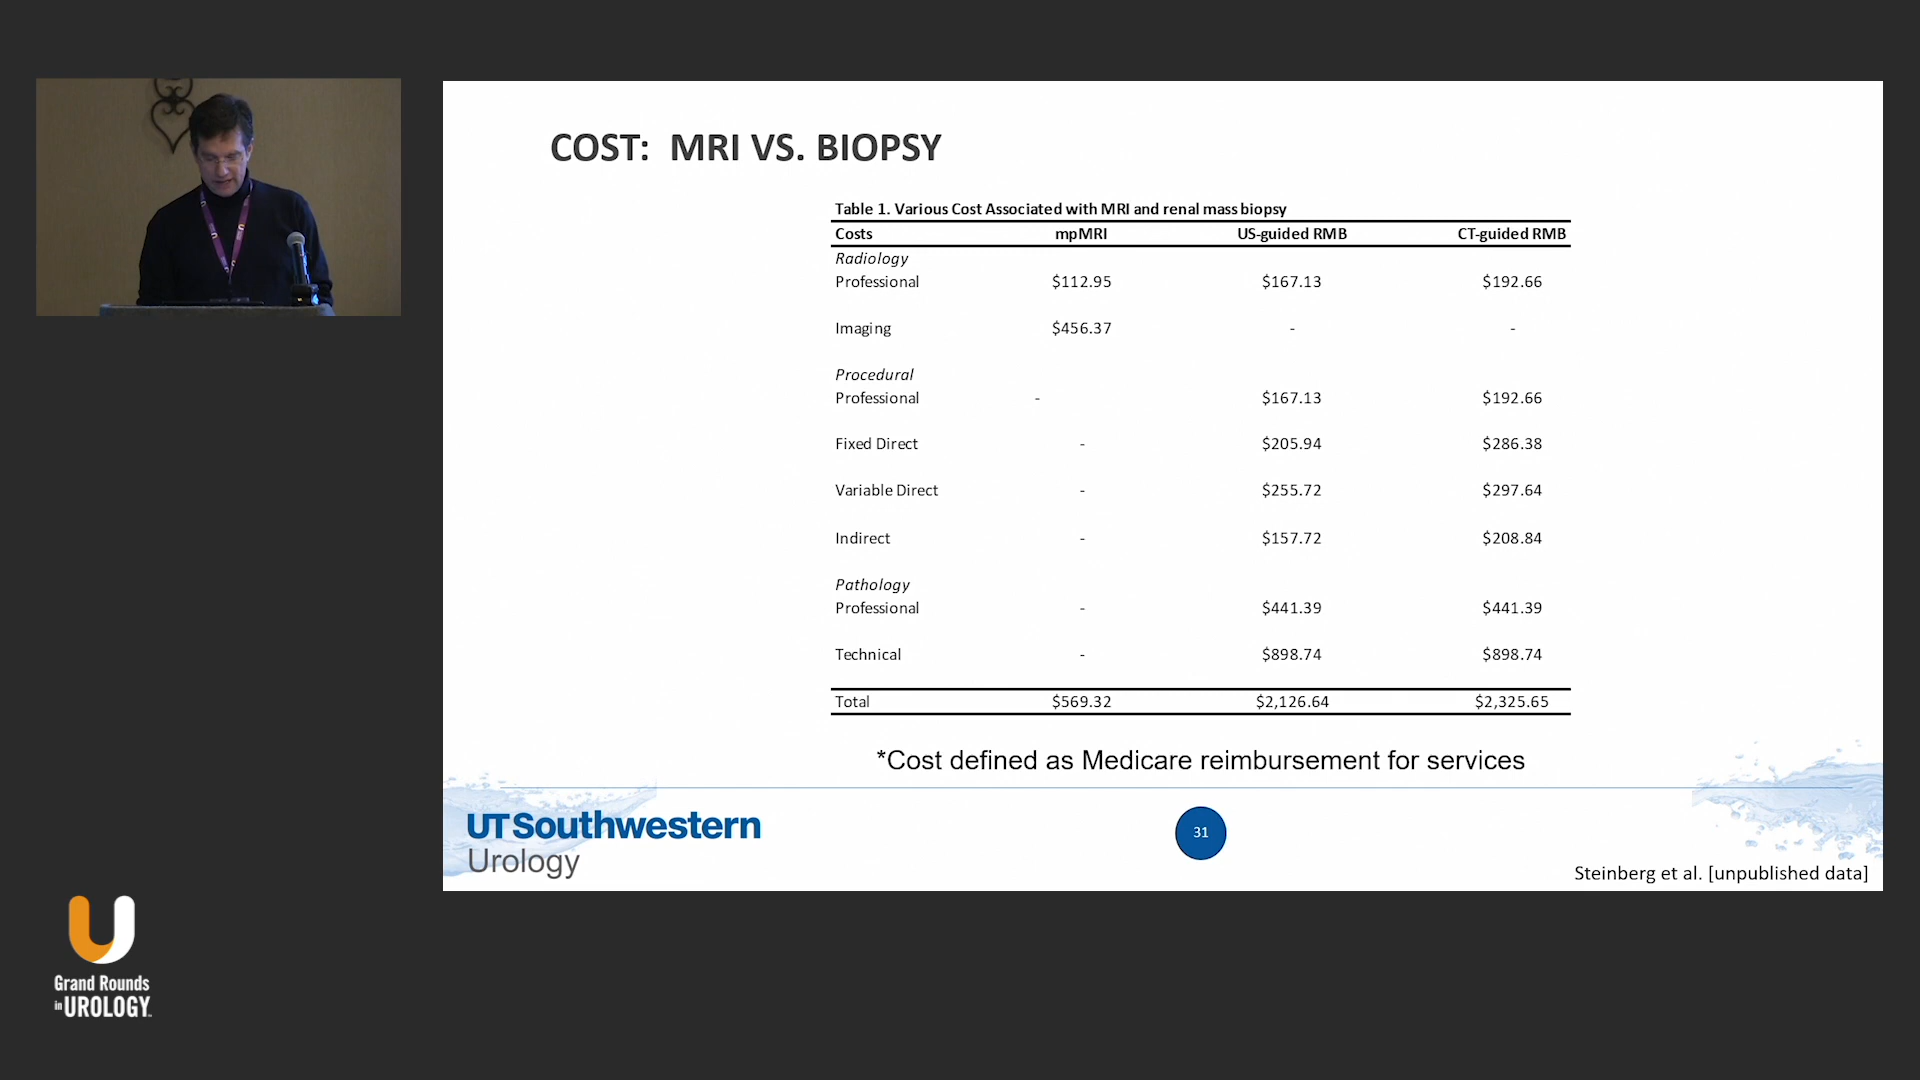 COST: MRI VS. BIOPSY
Table 1. Various Cost Associated with MRI and renal mass biopsy
Costs mpMRI US-guided RMB CT-guided RMB
Radiology
Professional $112.95 $167.13 $192.66
Imaging $456.37 - -
Procedural
Professional - $167.13 $192.66
Fixed Direct - $205.94 $286.38
Variable Direct - $255.72 $297.64
Indirect - $157.72 $208.84
Pathology
Professional - $441.39 $441.39
Technical - $898.74 $898.74
Total $569.32 $2,126.64 $2,325.65
*Cost defined as Medicare reimbursement for services
UT Southwestern
Urology
31
Steinberg et al. [unpublished data]
Grand Rounds
in UROLOGY